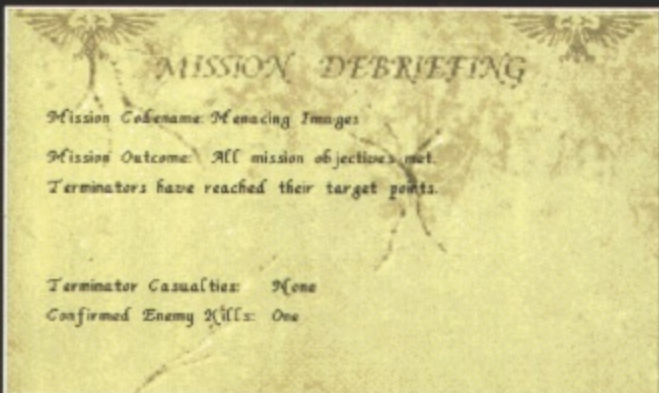 MISSION DEBRIEFING
Mission Codename: Menacing Images
Mission Outcome: All mission objectives met.
Terminators have reached their target points.
Terminator Casualties: None
Confirmed Enemy Kills: One